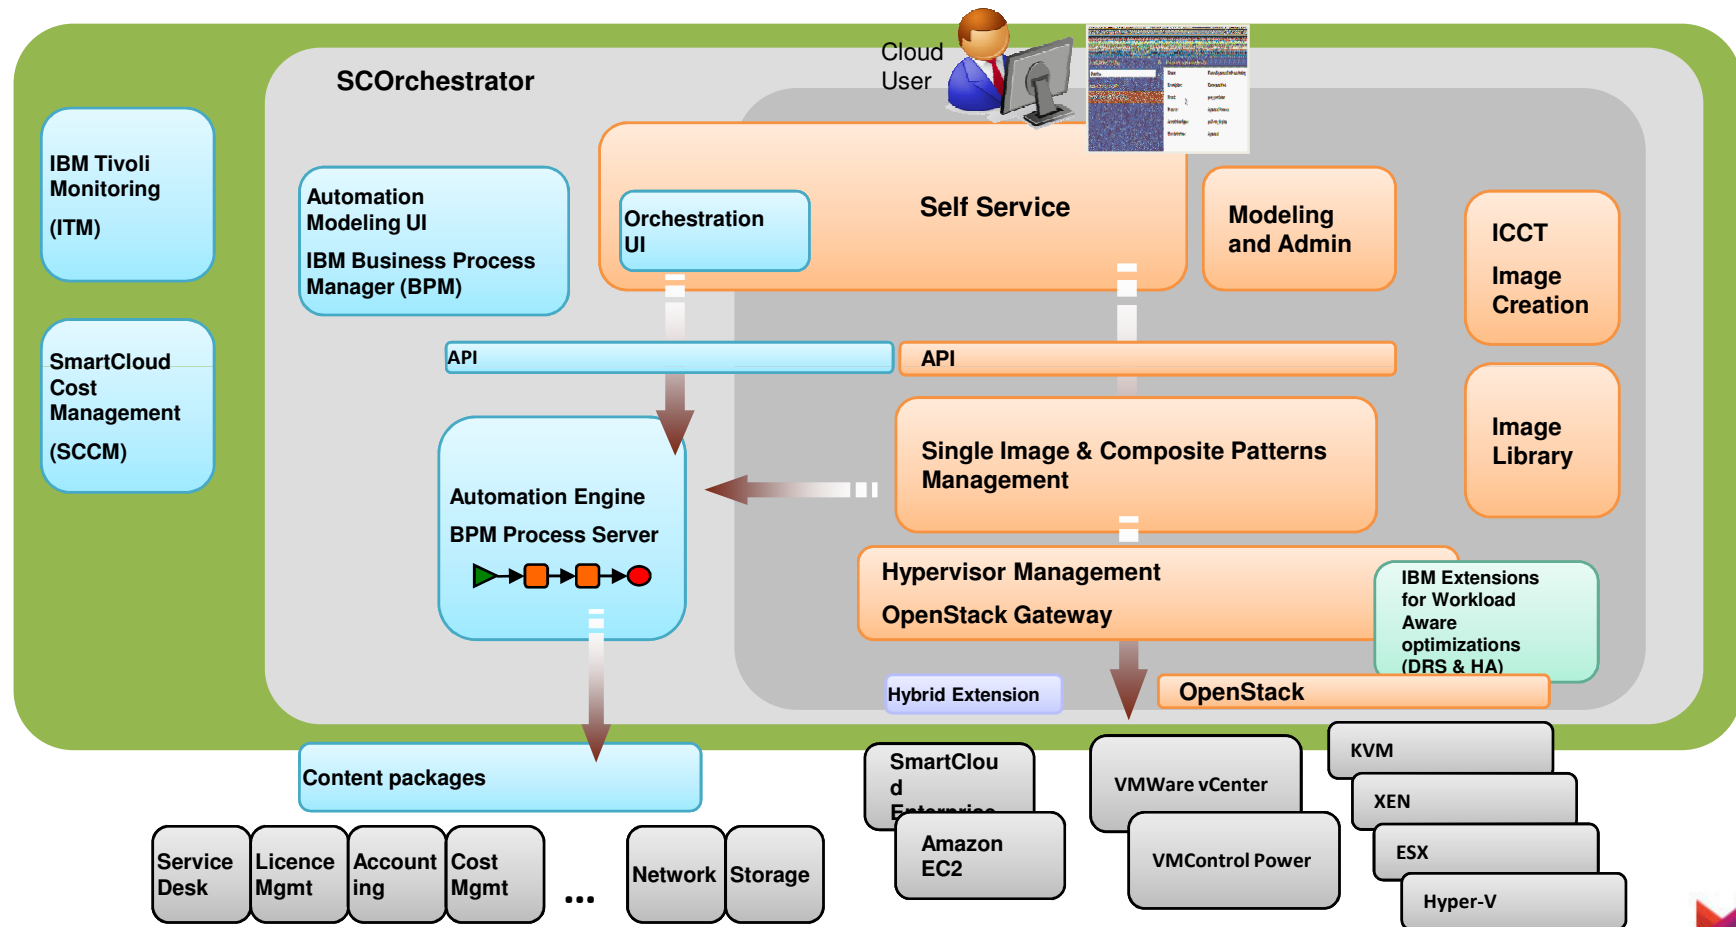 Cloud
User
SCOrchestrator
IBM Tivoli
Monitoring
(ITM)
SmartCloud
Cost
Management
(SCCM)
Automation
Modeling UI
IBM Business Process
Manager (BPM)
Orchestration
UI
Self Service
Modeling
and Admin
ICCT
Image
Creation
API
API
Image
Library
Single Image & Composite Patterns
Management
Automation Engine
BPM Process Server
Hypervisor Management
OpenStack Gateway
IBM Extensions
for Workload
Aware
optimizations
(DRS & HA)
Hybrid Extension
OpenStack
Content packages
SmartClou
d
Enterprise
Amazon
EC2
VMWare vCenter
VMControl Power
KVM
XEN
ESX
Hyper-V
Service
Desk
Licence
Mgmt
Account
ing
Cost
Mgmt
...
Network
Storage